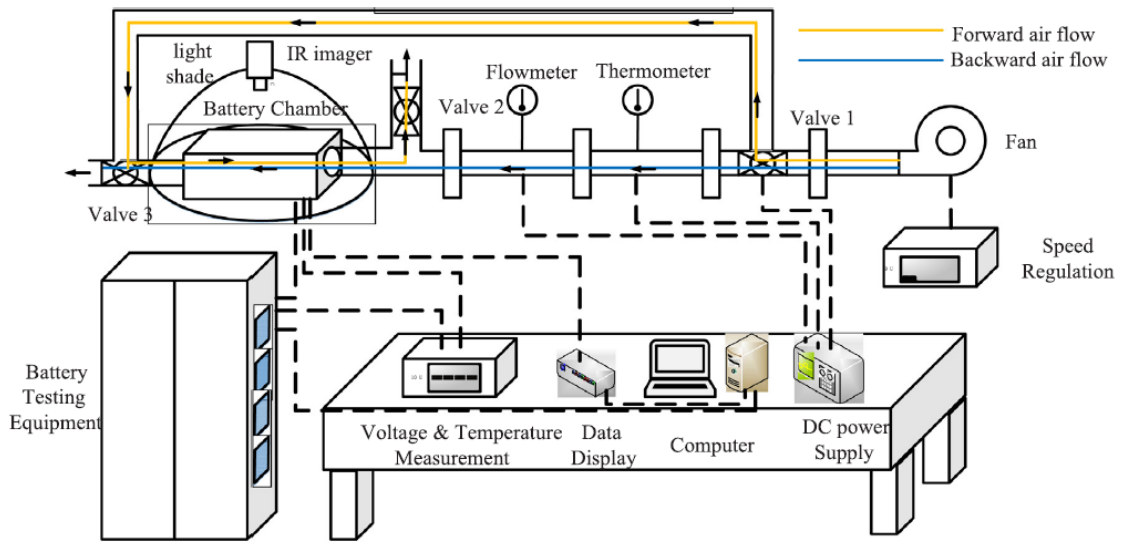 Forward air flow
Backward air flow
light
shade
IR imager
Flowmeter
Thermometer
Battery Chamber
Valve 2
Valve 1
Fan
Valve 3
Speed
Regulation
Battery
Testing
Equipment
Voltage & Temperature
Measurement
Data
Display
Computer
DC power
Supply